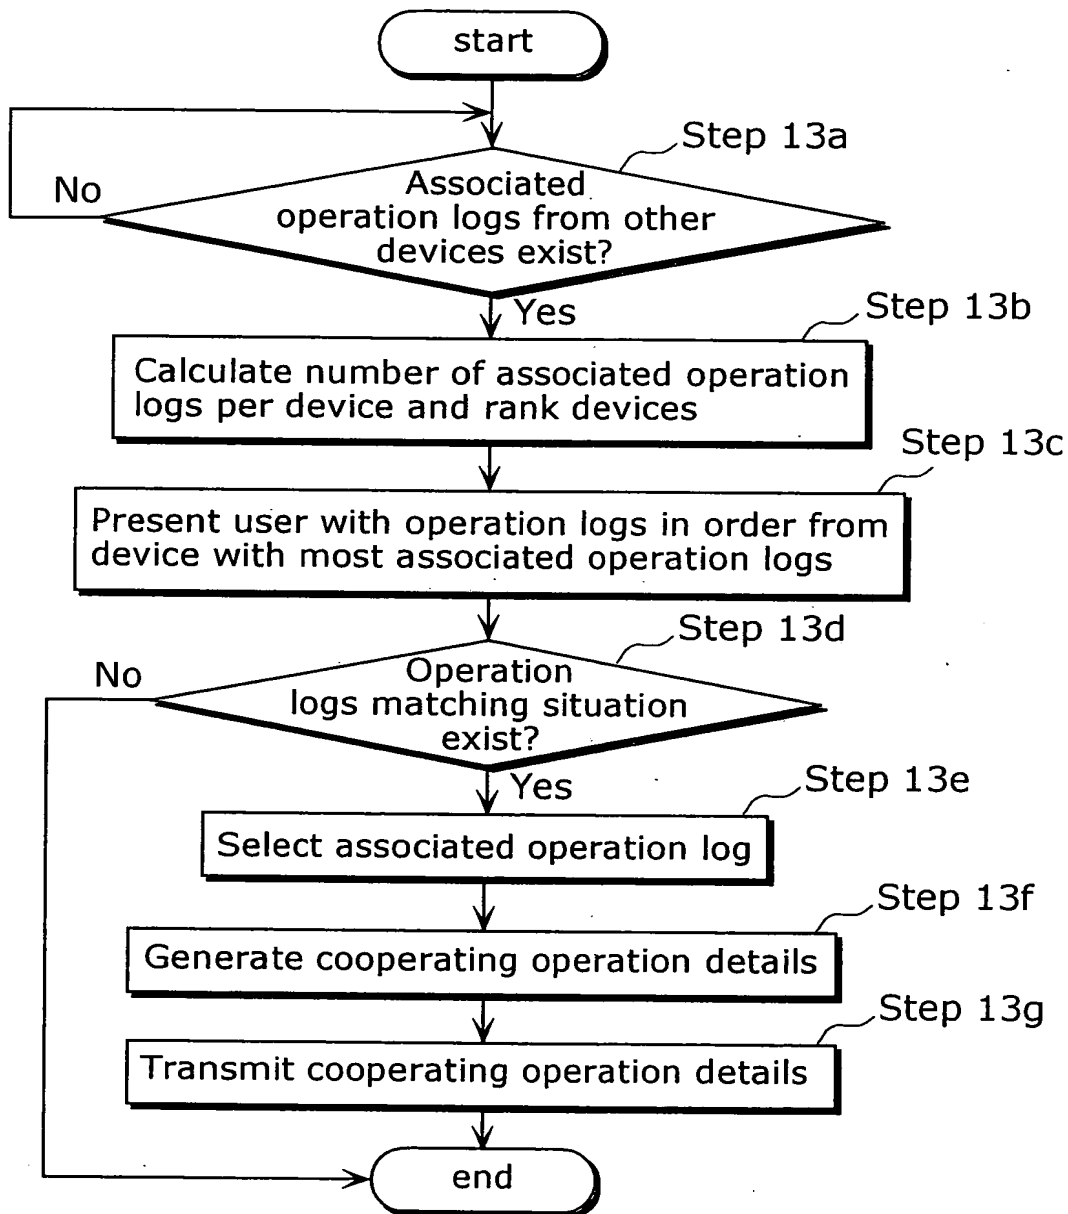 start
Step 13a
No
Associated
operation logs from other
devices exist?
Yes
Step 13b
Calculate number of associated operation
logs per device and rank devices
Step 13c
Present user with operation logs in order from
device with most associated operation logs
Step 13d
No
Operation
logs matching situation
exist?
Yes
Step 13e
Select associated operation log
Step 13f
Generate cooperating operation details
Step 13g
Transmit cooperating operation details
end